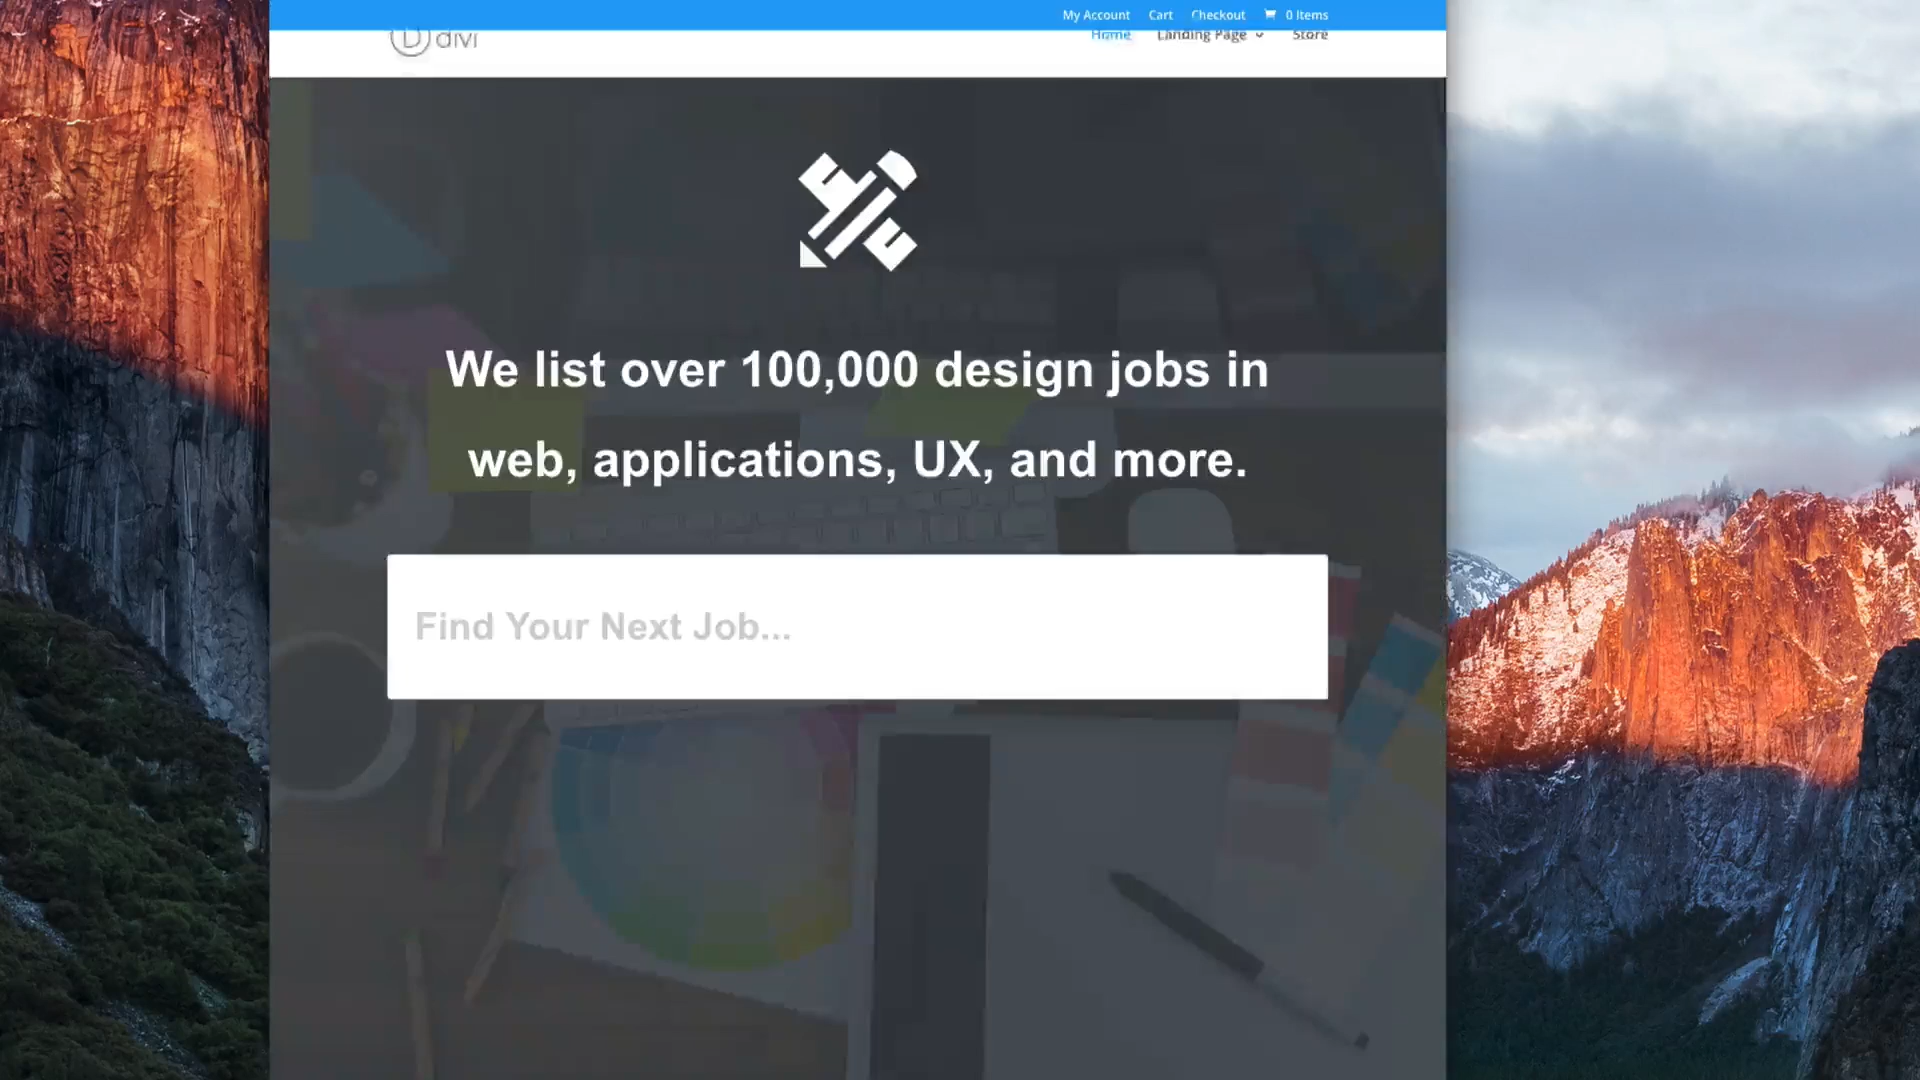 My Account Cart Checkout 0 Items
divi Home Landing Page Store
We list over 100,000 design jobs in
web, applications, UX, and more.
Find Your Next Job...